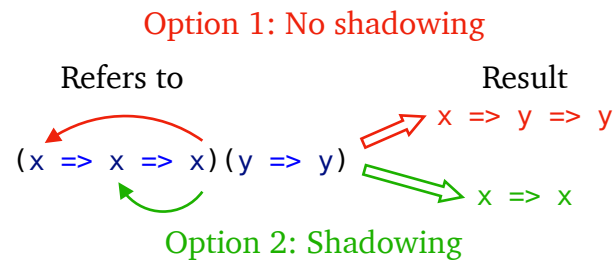 Option 1: No shadowing
Refers to
Result
x => y => y
(x => x => x)(y => y)
x => x
Option 2: Shadowing